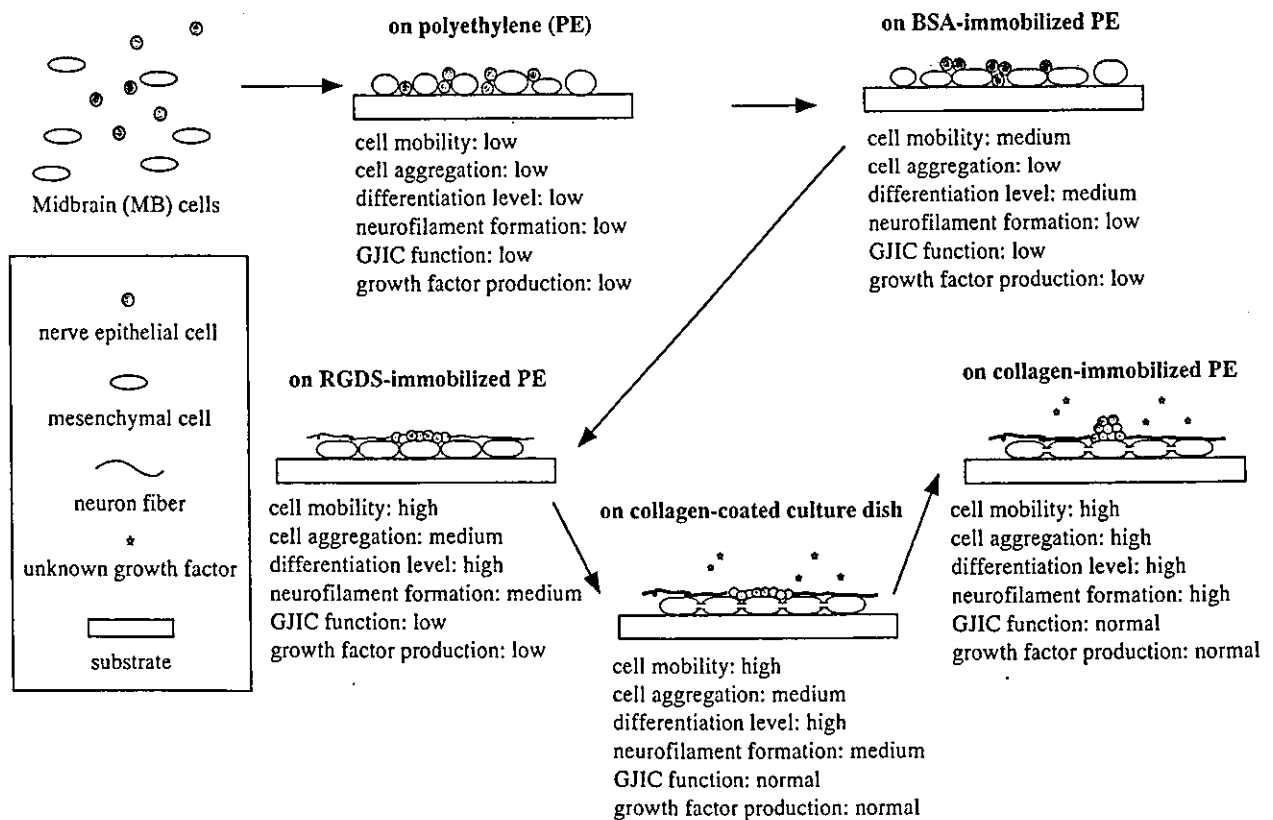 on polyethylene (PE)
on BSA-immobilized PE
Midbrain (MB) cells
cell mobility: low
cell aggregation: low
differentiation level: low
neurofilament formation: low
GJIC function: low
growth factor production: low
cell mobility: medium
cell aggregation: low
differentiation level: medium
neurofilament formation: low
GJIC function: low
growth factor production: low
nerve epithelial cell
mesenchymal cell
neuron fiber
unknown growth factor
substrate
on RGDS-immobilized PE
cell mobility: high
cell aggregation: medium
differentiation level: high
neurofilament formation: medium
GJIC function: low
growth factor production: low
on collagen-coated culture dish
cell mobility: high
cell aggregation: medium
differentiation level: high
neurofilament formation: medium
GJIC function: normal
growth factor production: normal
on collagen-immobilized PE
cell mobility: high
cell aggregation: high
differentiation level: high
neurofilament formation: high
GJIC function: normal
growth factor production: normal